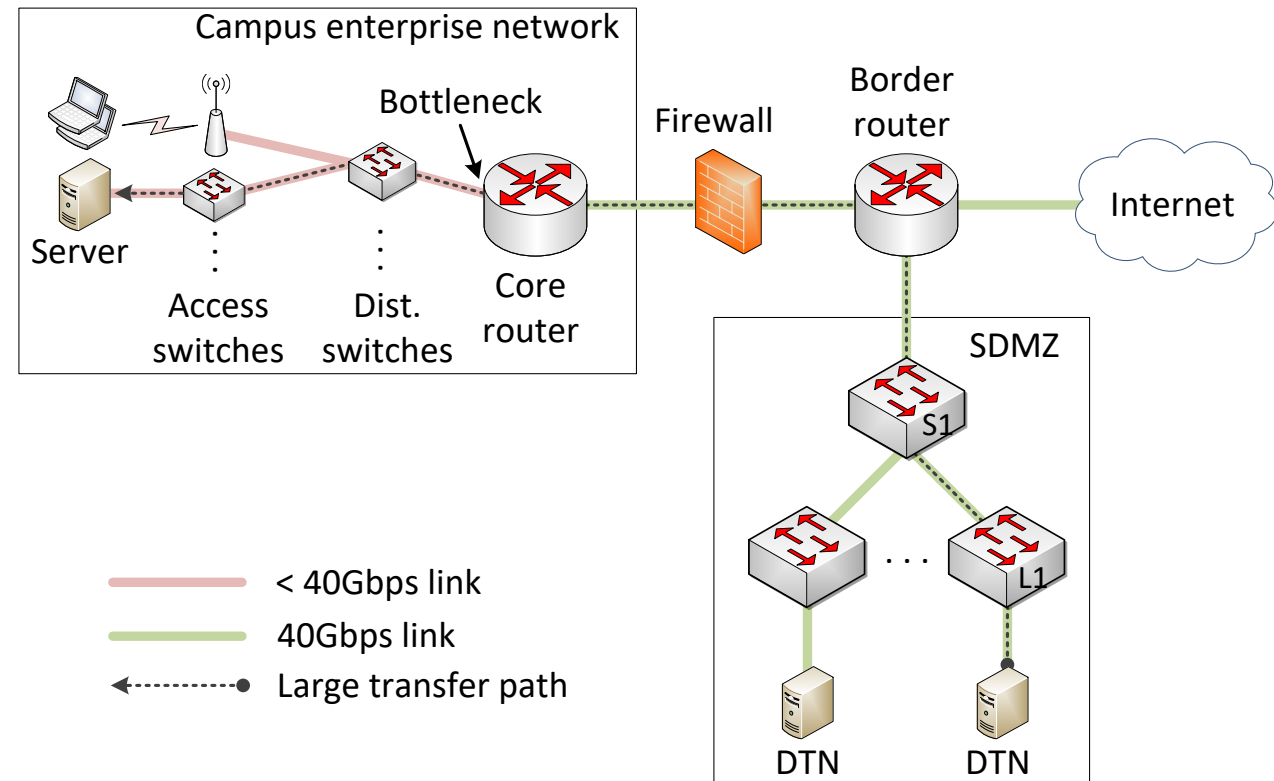 Campus enterprise network
Bottleneck
Server
Access
switches
Dist.
switches
Core
router
Firewall
Border
router
Internet
SDMZ
S1
L1
DTN
DTN
< 40Gbps link
40Gbps link
Large transfer path